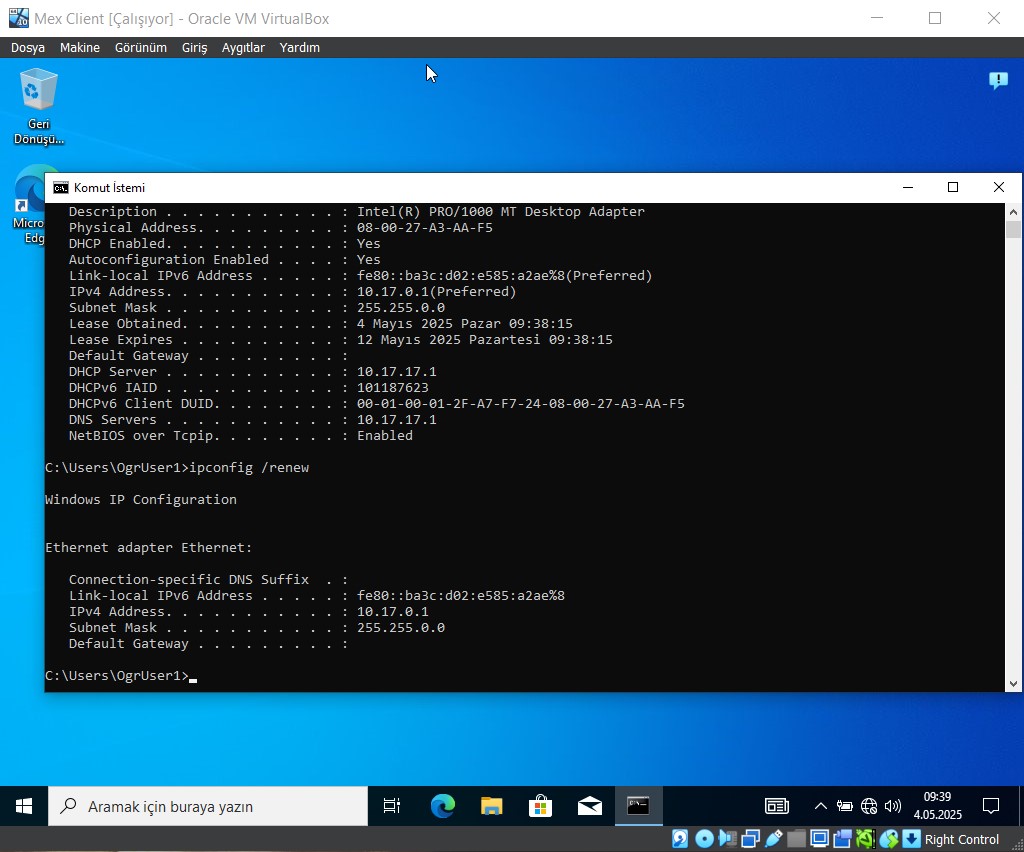 Mex Client [Çalışıyor] - Oracle VM VirtualBox
Dosya Makine Görünüm Giriş Aygıtlar Yardım
Geri
Dönüşü...
Micro
Edg
Komut İstemi
Description . . . . . . . . . . . : Intel(R) PRO/1000 MT Desktop Adapter
Physical Address. . . . . . . . . : 08-00-27-A3-AA-F5
DHCP Enabled. . . . . . . . . . . : Yes
Autoconfiguration Enabled . . . . : Yes
Link-local IPv6 Address . . . . . : fe80::ba3c:d02:e585:a2ae%8(Preferred)
IPv4 Address. . . . . . . . . . . : 10.17.0.1(Preferred)
Subnet Mask . . . . . . . . . . . : 255.255.0.0
Lease Obtained. . . . . . . . . . : 4 Mayıs 2025 Pazar 09:38:15
Lease Expires . . . . . . . . . . : 12 Mayıs 2025 Pazartesi 09:38:15
Default Gateway . . . . . . . . . :
DHCP Server . . . . . . . . . . . : 10.17.17.1
DHCPv6 IAID . . . . . . . . . . . : 101187623
DHCPv6 Client DUID. . . . . . . . : 00-01-00-01-2F-A7-F7-24-08-00-27-A3-AA-F5
DNS Servers . . . . . . . . . . . : 10.17.17.1
NetBIOS over Tcpip. . . . . . . . : Enabled
C:\Users\OgrUser1>ipconfig /renew
Windows IP Configuration
Ethernet adapter Ethernet:
Connection-specific DNS Suffix . :
Link-local IPv6 Address . . . . . : fe80::ba3c:d02:e585:a2ae%8
IPv4 Address. . . . . . . . . . . : 10.17.0.1
Subnet Mask . . . . . . . . . . . : 255.255.0.0
Default Gateway . . . . . . . . . :
C:\Users\OgrUser1>
Aramak için buraya yazın
09:39
4.05.2025
Right Control